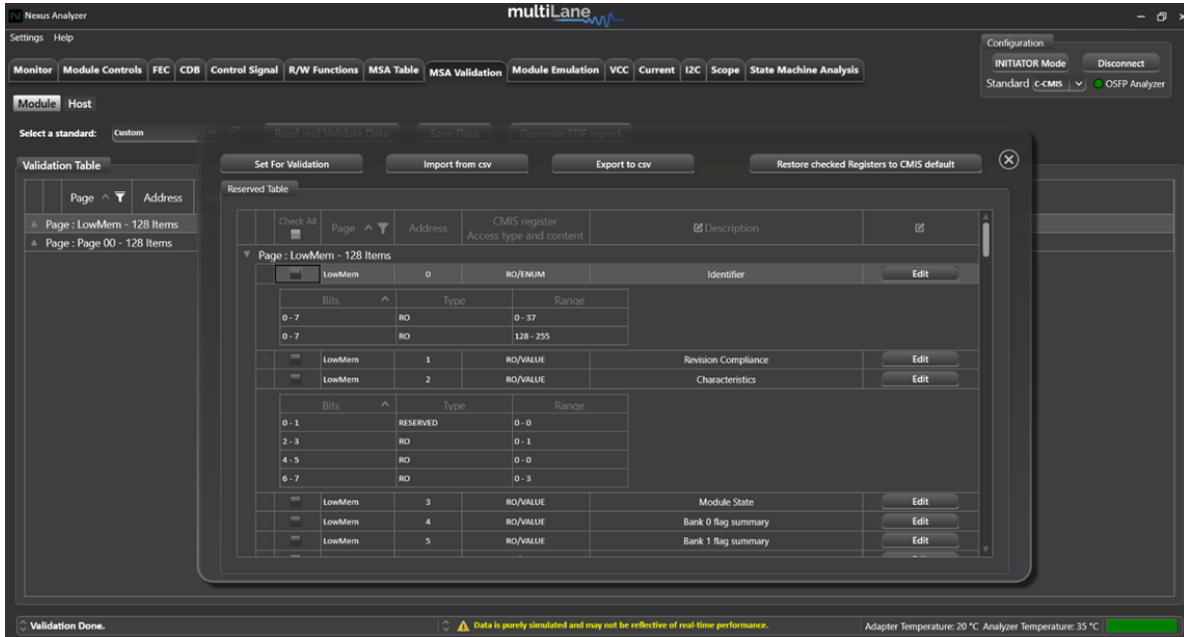 Nexus Analyzer
multiLane
Settings Help
Configuration
INITIATOR Mode Disconnect
Standard C-CMIS OSFP Analyzer
Monitor Module Controls FEC CDB Control Signal R/W Functions MSA Table MSA Validation Module Emulation VCC Current I2C Scope State Machine Analysis
Module Host
Select a standard: Custom Read and Validate Data Save Data Generate PDF report
Validation Table
Page Address
Page : LowMem - 128 Items
Page : Page 00 - 128 Items
Set For Validation Import from csv Export to csv Restore checked Registers to CMIS default
Reserved Table
Check All Page Address CMIS register Access type and content Description
Page : LowMem - 128 Items
LowMem 0 RO/ENUM Identifier Edit
Bits Type Range
0 - 7 RO 0 - 37
0 - 7 RO 128 - 255
LowMem 1 RO/VALUE Revision Compliance Edit
LowMem 2 RO/VALUE Characteristics Edit
Bits Type Range
0 - 1 RESERVED 0 - 0
2 - 3 RO 0 - 1
4 - 5 RO 0 - 0
6 - 7 RO 0 - 3
LowMem 3 RO/VALUE Module State Edit
LowMem 4 RO/VALUE Bank 0 flag summary Edit
LowMem 5 RO/VALUE Bank 1 flag summary Edit
Validation Done. Data is purely simulated and may not be reflective of real-time performance. Adapter Temperature: 20 °C Analyzer Temperature: 35 °C